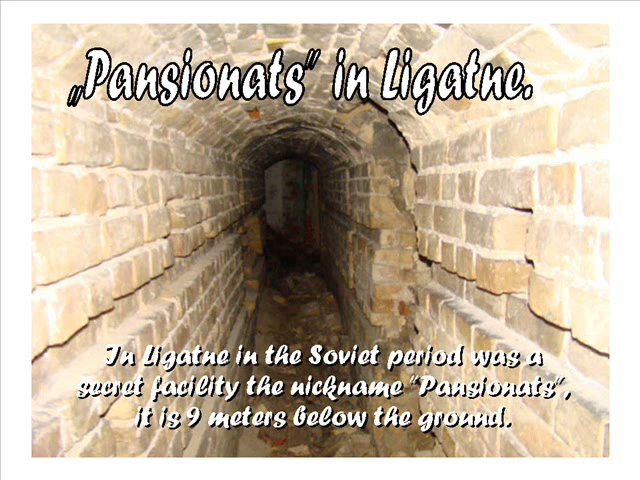 „Pansionats” in Ligatne.
In Ligatne in the Soviet period was a
secret facility the nickname "Pansionats",
it is 9 meters below the ground.